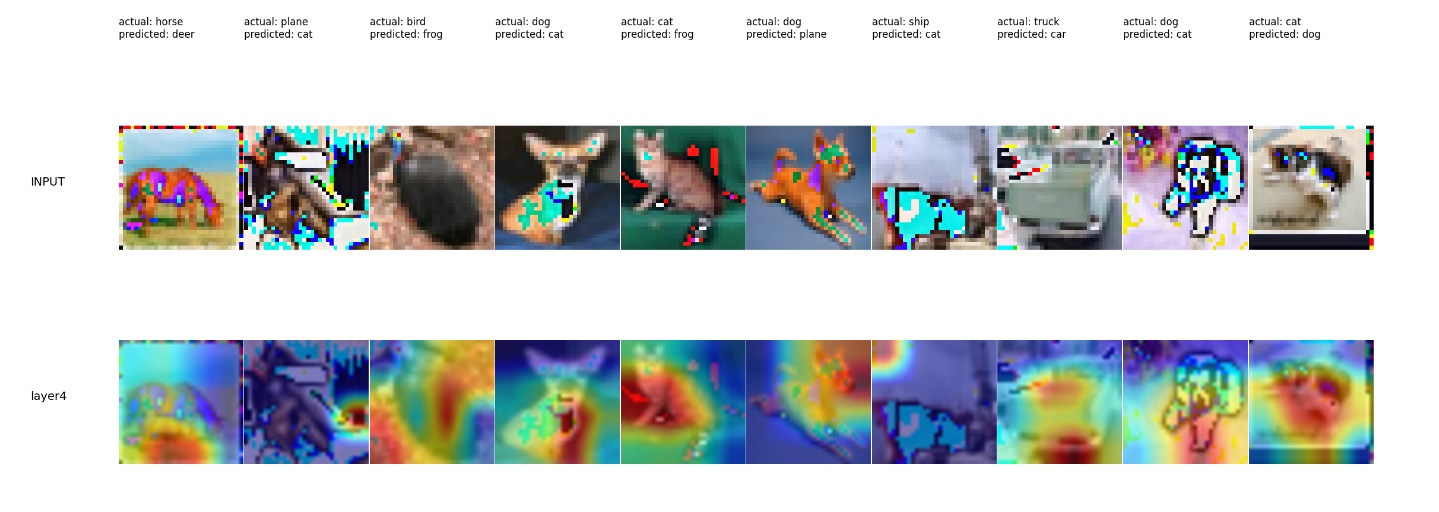 actual: horse
predicted: deer
actual: plane
predicted: cat
actual: bird
predicted: frog
actual: dog
predicted: cat
actual: cat
predicted: frog
actual: dog
predicted: plane
actual: ship
predicted: cat
actual: truck
predicted: car
actual: dog
predicted: cat
actual: cat
predicted: dog
INPUT
layer4